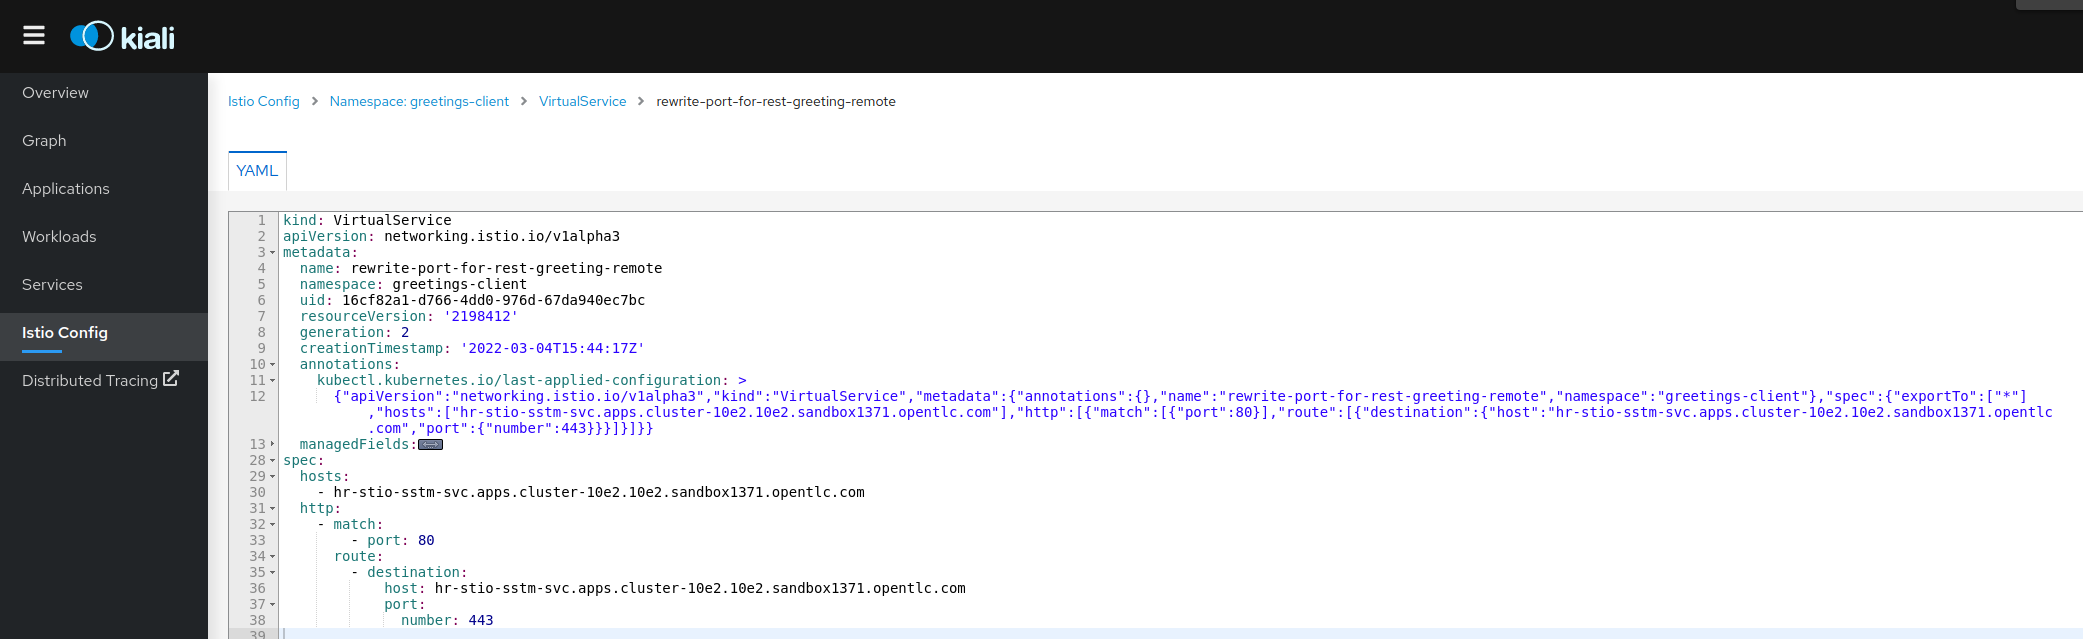 kiali
Overview
Graph
Applications
Workloads
Services
Istio Config
Distributed Tracing
Istio Config > Namespace: greetings-client > VirtualService > rewrite-port-for-rest-greeting-remote
YAML
1 kind: VirtualService
2 apiVersion: networking.istio.io/v1alpha3
3 metadata:
4 name: rewrite-port-for-rest-greeting-remote
5 namespace: greetings-client
6 uid: 16cf82a1-d766-4dd0-976d-67da940ec7bc
7 resourceVersion: '2198412'
8 generation: 2
9 creationTimestamp: '2022-03-04T15:44:17Z'
10 annotations:
11 kubectl.kubernetes.io/last-applied-configuration: >
12 {"apiVersion":"networking.istio.io/v1alpha3","kind":"VirtualService","metadata":{"annotations":{},"name":"rewrite-port-for-rest-greeting-remote","namespace":"greetings-client"},"spec":{"exportTo":["*"]
,"hosts":["hr-stio-sstm-svc.apps.cluster-10e2.10e2.sandbox1371.opentlc.com"],"http":[{"match":[{"port":80}],"route":[{"destination":{"host":"hr-stio-sstm-svc.apps.cluster-10e2.10e2.sandbox1371.opentlc
.com","port":{"number":443}}}]}]}}
13 managedFields:
28 spec:
29 hosts:
30 - hr-stio-sstm-svc.apps.cluster-10e2.10e2.sandbox1371.opentlc.com
31 http:
32 - match:
33 - port: 80
34 route:
35 - destination:
36 host: hr-stio-sstm-svc.apps.cluster-10e2.10e2.sandbox1371.opentlc.com
37 port:
38 number: 443
39